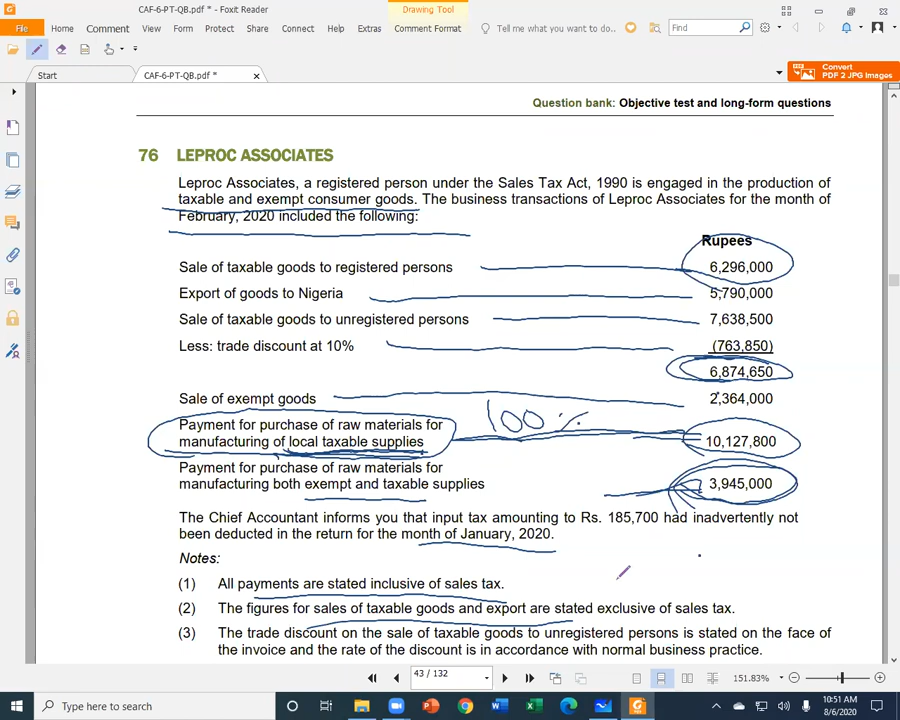 CAF-6-PT-QB.pdf * - Foxit Reader
Drawing Tool
File Home Comment View Form Protect Share Connect Help Extras Comment Format Tell me what you want to do... Find
Start CAF-6-PT-QB.pdf *
Convert
PDF 2 JPG Images
Question bank: Objective test and long-form questions
76 LEPROC ASSOCIATES
Leproc Associates, a registered person under the Sales Tax Act, 1990 is engaged in the production of
taxable and exempt consumer goods. The business transactions of Leproc Associates for the month of
February, 2020 included the following:
Rupees
Sale of taxable goods to registered persons 6,296,000
Export of goods to Nigeria 5,790,000
Sale of taxable goods to unregistered persons 7,638,500
Less: trade discount at 10% (763,850)
6,874,650
Sale of exempt goods 2,364,000
100%
Payment for purchase of raw materials for
manufacturing of local taxable supplies 10,127,800
Payment for purchase of raw materials for
manufacturing both exempt and taxable supplies 3,945,000
The Chief Accountant informs you that input tax amounting to Rs. 185,700 had inadvertently not
been deducted in the return for the month of January, 2020.
Notes:
(1) All payments are stated inclusive of sales tax.
(2) The figures for sales of taxable goods and export are stated exclusive of sales tax.
(3) The trade discount on the sale of taxable goods to unregistered persons is stated on the face of
the invoice and the rate of the discount is in accordance with normal business practice.
43 / 132 151.83%
Type here to search
10:51 AM
8/6/2020